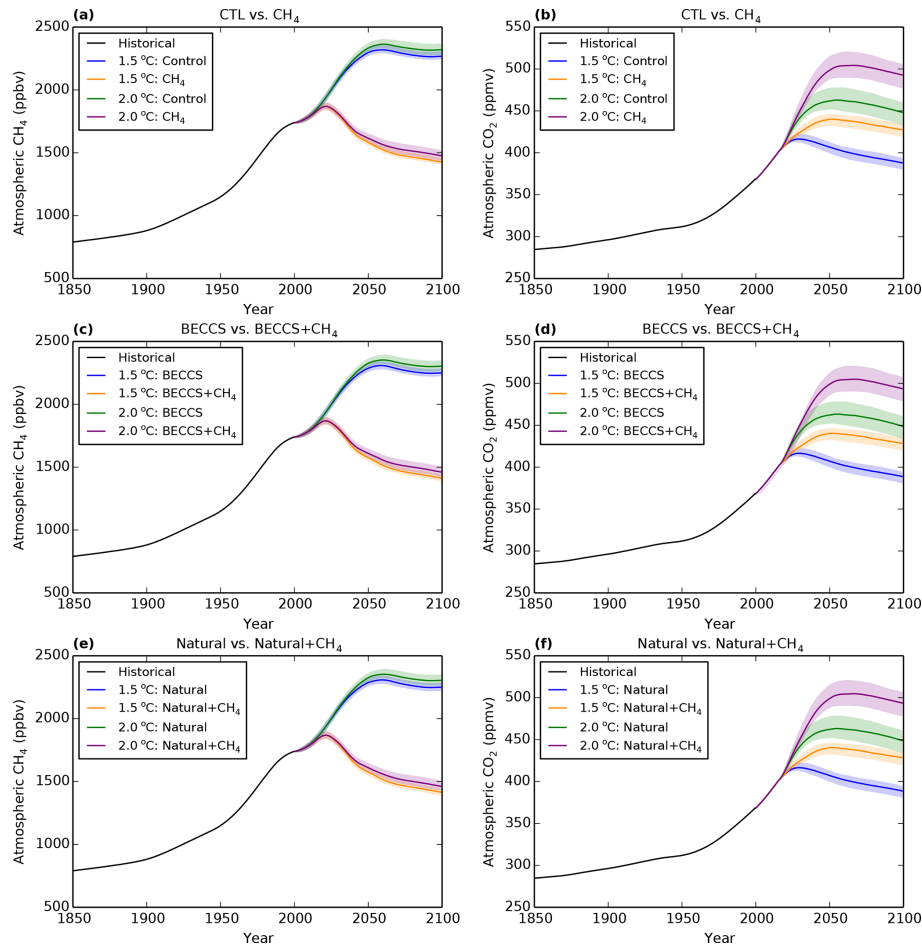 (a) CTL vs. CH₄
2500
2000
1500
1000
500
Atmospheric CH₄ (ppbv)
Historical
1.5 °C: Control
1.5 °C: CH₄
2.0 °C: Control
2.0 °C: CH₄
1850 1900 1950 2000 2050 2100
Year
(b) CTL vs. CH₄
550
500
450
400
350
300
250
Atmospheric CO₂ (ppmv)
Historical
1.5 °C: Control
1.5 °C: CH₄
2.0 °C: Control
2.0 °C: CH₄
1850 1900 1950 2000 2050 2100
Year
(c) BECCS vs. BECCS+CH₄
2500
2000
1500
1000
500
Atmospheric CH₄ (ppbv)
Historical
1.5 °C: BECCS
1.5 °C: BECCS+CH₄
2.0 °C: BECCS
2.0 °C: BECCS+CH₄
1850 1900 1950 2000 2050 2100
Year
(d) BECCS vs. BECCS+CH₄
550
500
450
400
350
300
250
Atmospheric CO₂ (ppmv)
Historical
1.5 °C: BECCS
1.5 °C: BECCS+CH₄
2.0 °C: BECCS
2.0 °C: BECCS+CH₄
1850 1900 1950 2000 2050 2100
Year
(e) Natural vs. Natural+CH₄
2500
2000
1500
1000
500
Atmospheric CH₄ (ppbv)
Historical
1.5 °C: Natural
1.5 °C: Natural+CH₄
2.0 °C: Natural
2.0 °C: Natural+CH₄
1850 1900 1950 2000 2050 2100
Year
(f) Natural vs. Natural+CH₄
550
500
450
400
350
300
250
Atmospheric CO₂ (ppmv)
Historical
1.5 °C: Natural
1.5 °C: Natural+CH₄
2.0 °C: Natural
2.0 °C: Natural+CH₄
1850 1900 1950 2000 2050 2100
Year